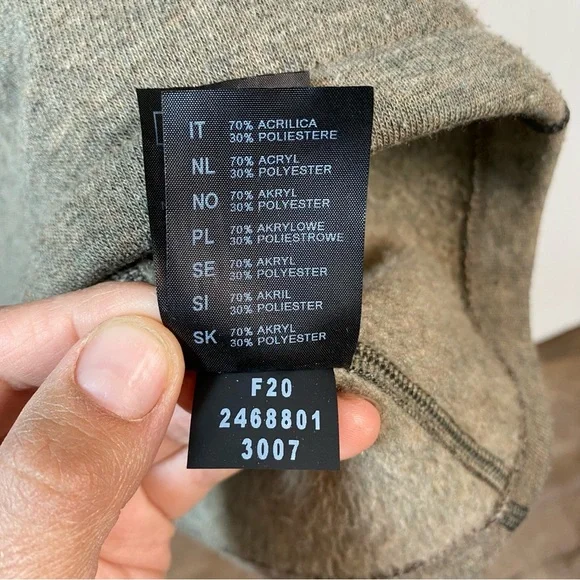 IT 70% ACRILICA
30% POLIESTERE
NL 70% ACRYL
30% POLYESTER
NO 70% AKRYL
30% POLYESTER
PL 70% AKRYLOWE
30% POLIESTROWE
SE 70% AKRYL
30% POLYESTER
SI 70% AKRIL
30% POLIESTER
SK 70% AKRYL
30% POLYESTER
F20
2468801
3007